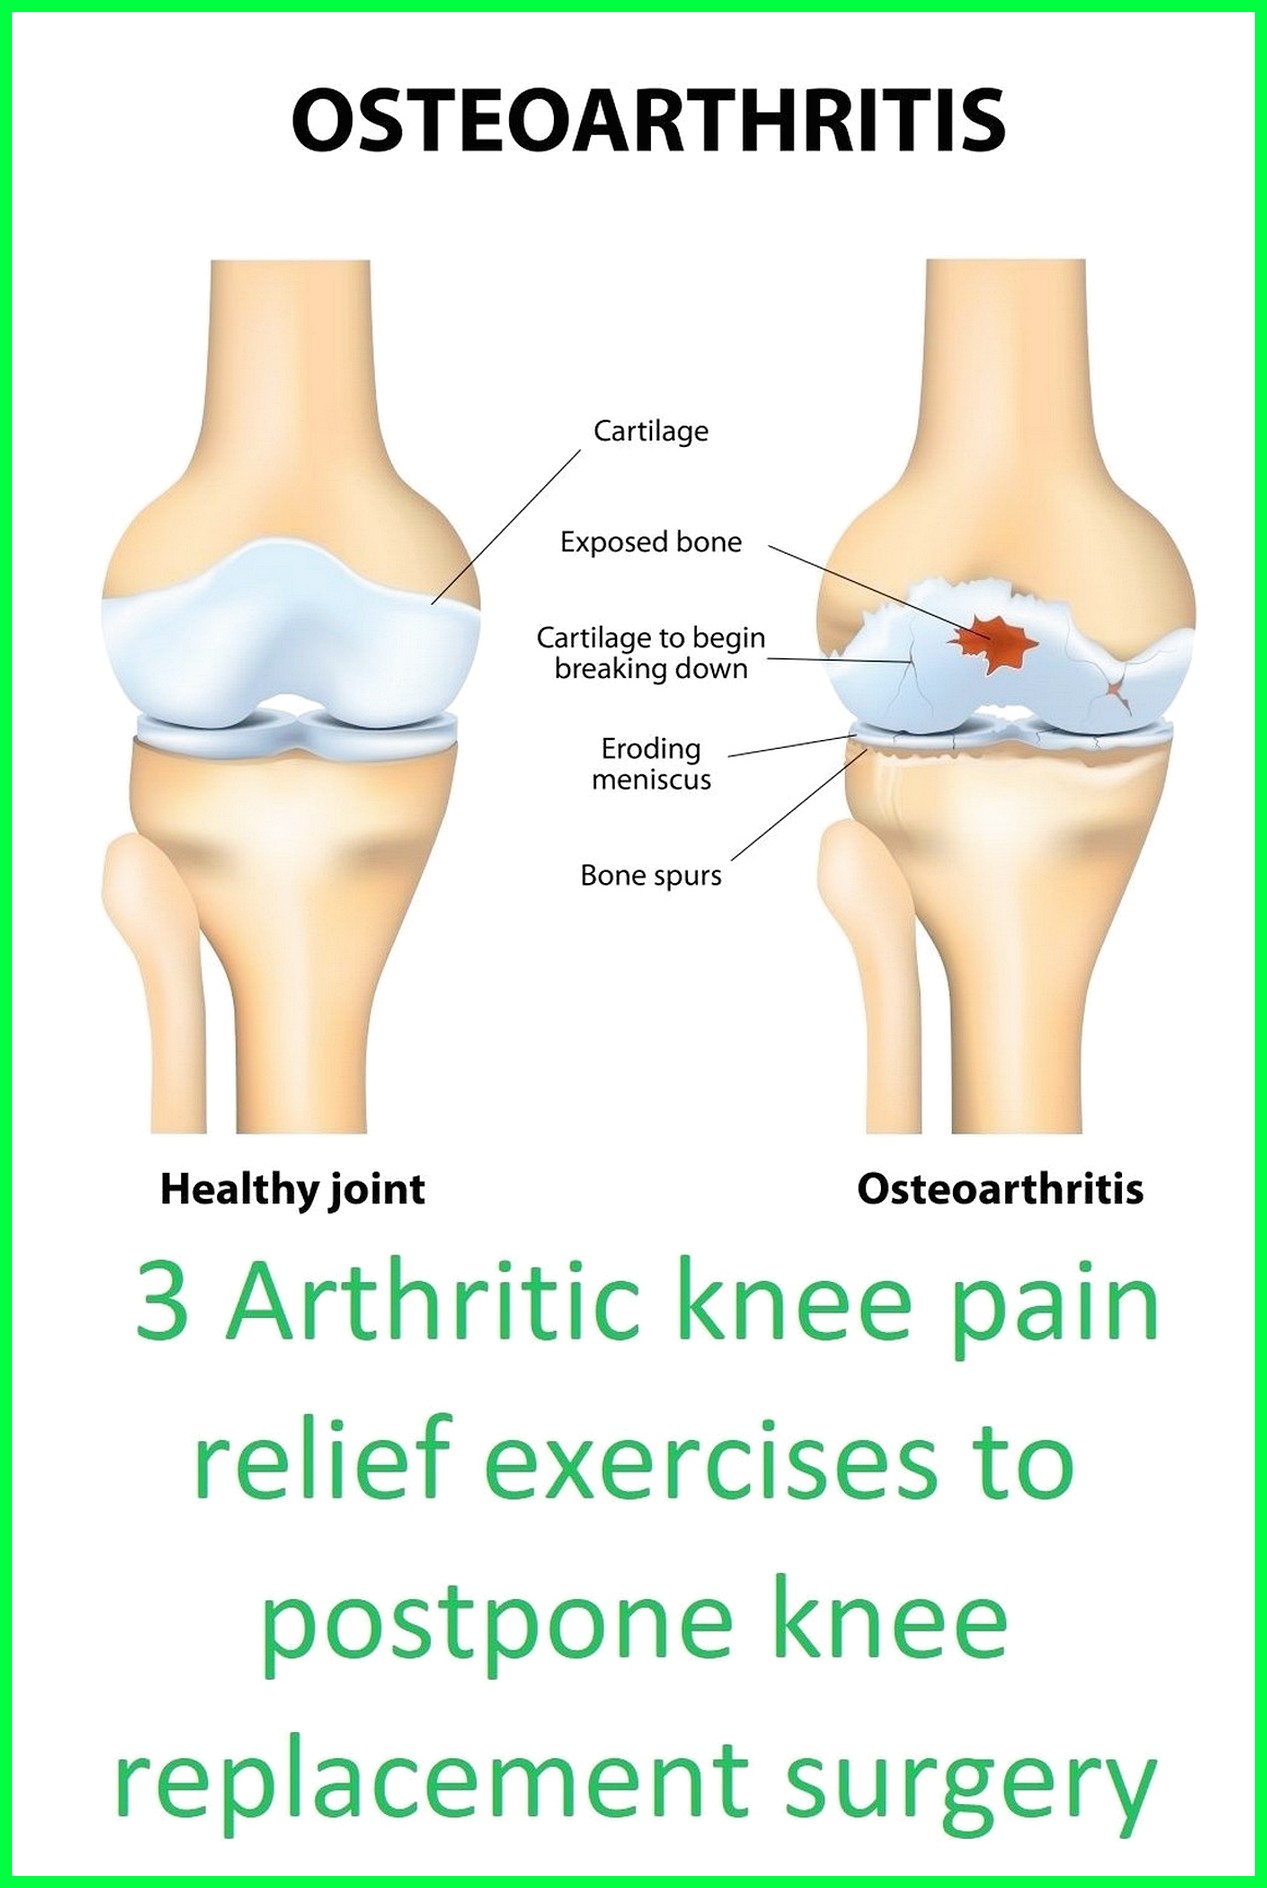 OSTEOARTHRITIS
Cartilage
Exposed bone
Cartilage to begin
breaking down
Eroding
meniscus
Bone spurs
Healthy joint
Osteoarthritis
3 Arthritic knee pain
relief exercises to
postpone knee
replacement surgery